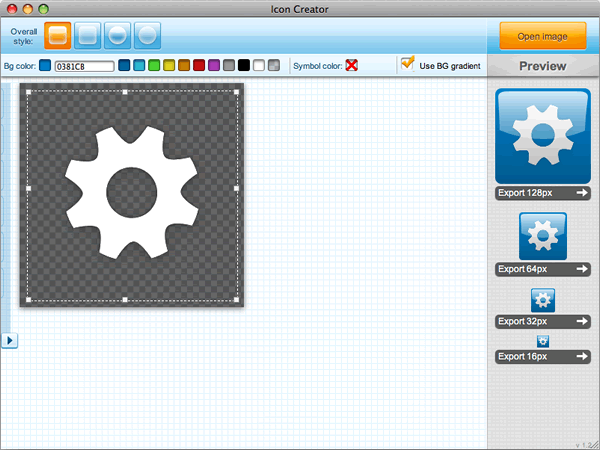 Icon Creator
Overall
style:
Open image
Bg color:
0381CB
Symbol color:
Use BG gradient
Preview
Export 128px
Export 64px
Export 32px
Export 16px
v 1.2